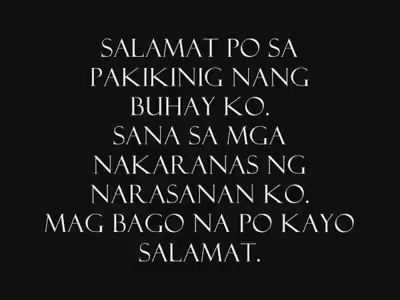 SALAMAT PO SA
PAKIKINIG NANG
BUHAY KO.
SANA SA MGA
NAKARANAS NG
NARASANAN KO.
MAG BAGO NA PO KAYO
SALAMAT.